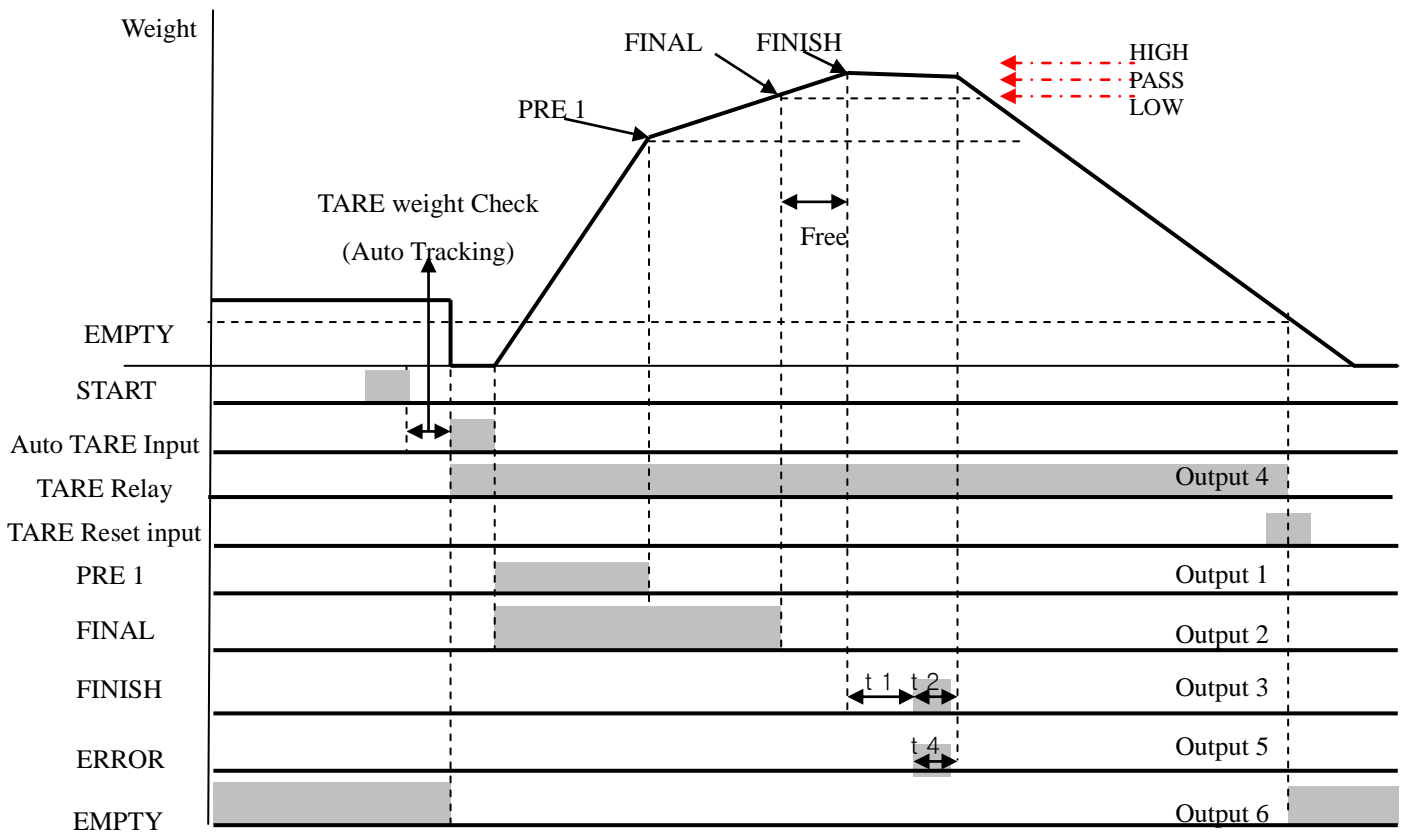 Weight
FINAL
FINISH
HIGH
PASS
LOW
PRE 1
TARE weight Check
(Auto Tracking)
Free
EMPTY
START
Auto TARE Input
TARE Relay
Output 4
TARE Reset input
PRE 1
Output 1
FINAL
Output 2
FINISH
t 1
t 2
Output 3
ERROR
t 4
Output 5
EMPTY
Output 6